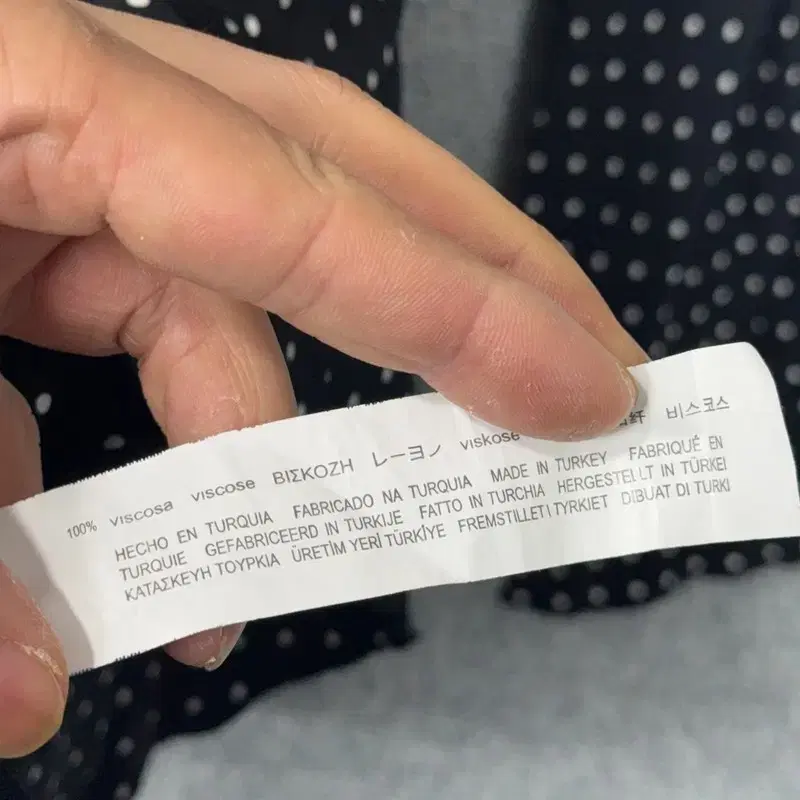 100% viscosa viscose ΒΙΣΚΟΖΗ レーヨン viskose 비스코스
HECHO EN TURQUIA FABRICADO NA TURQUIA MADE IN TURKEY FABRIQUÉ EN
TURQUIE GEFABRICEERD IN TURKIJE FATTO IN TURCHIA HERGESTELLT IN TÜRKEI
ΚΑΤΑΣΚΕΥΗ ΤΟΥΡΚΙΑ ÜRETİM YERİ TÜRKİYE FREMSTILLET I TYRKIET DIBUAT DI TURKI